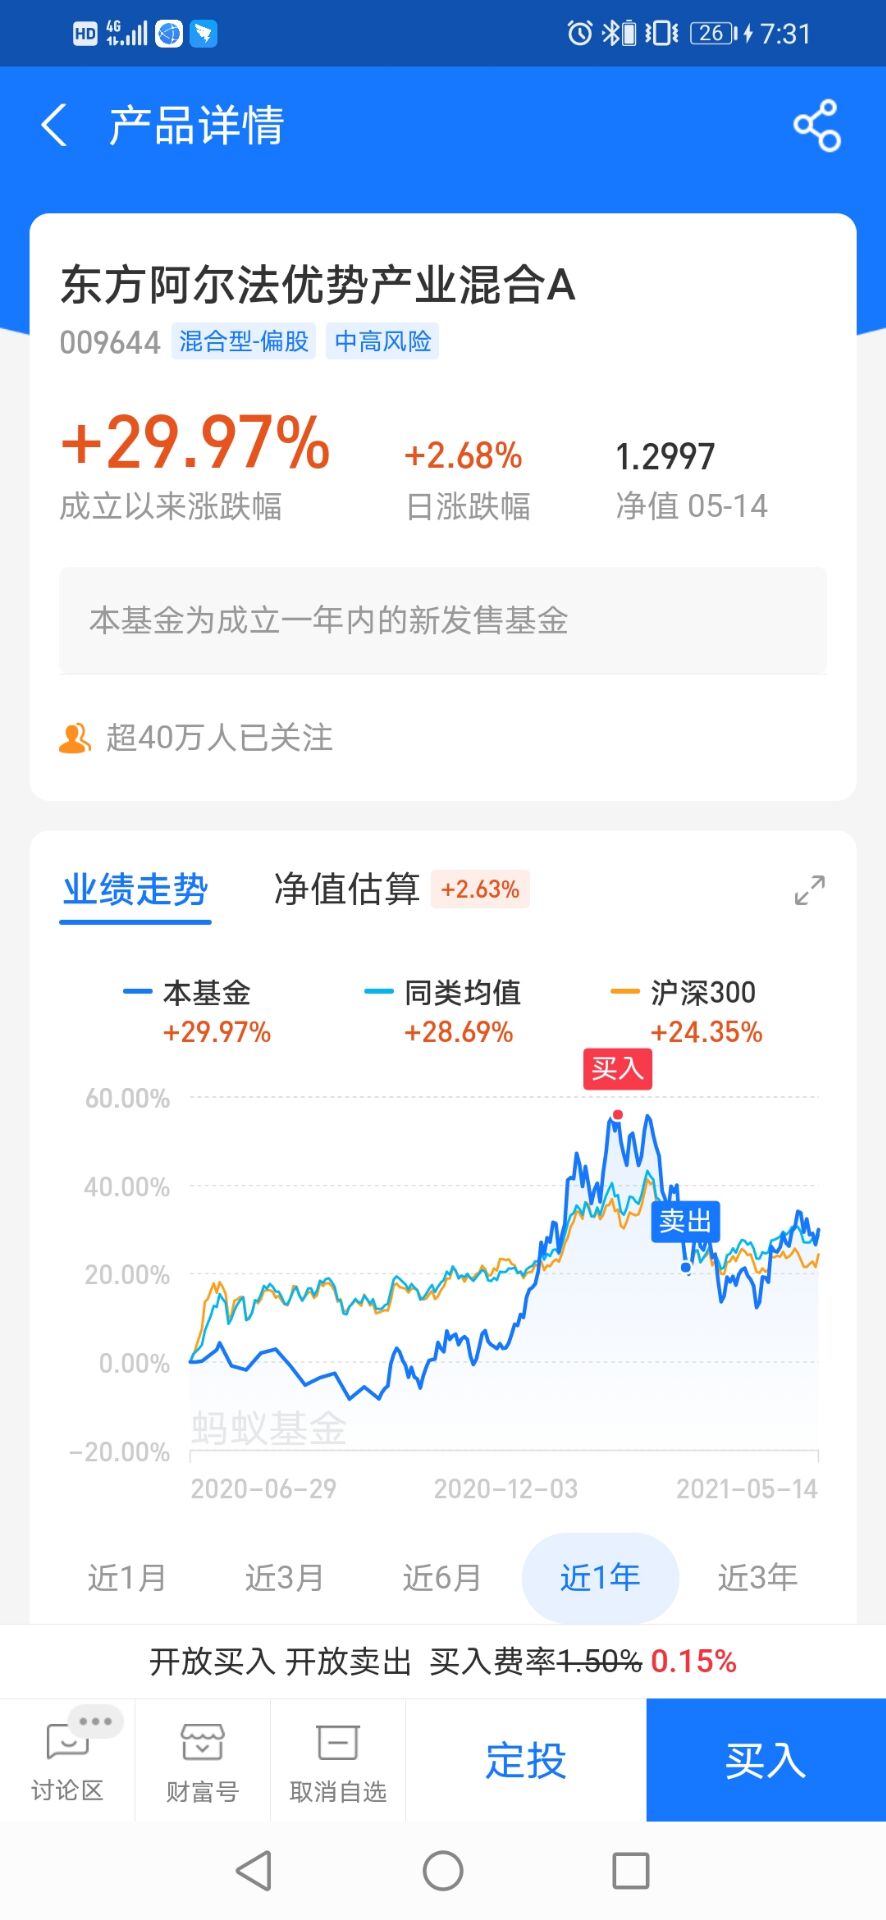 HD 4G 26 7:31
产品详情
东方阿尔法优势产业混合A
009644 混合型-偏股 中高风险
+29.97% +2.68% 1.2997
成立以来涨跌幅 日涨跌幅 净值 05-14
本基金为成立一年内的新发售基金
超40万人已关注
业绩走势 净值估算 +2.63%
本基金 同类均值 沪深300
+29.97% +28.69% +24.35%
买入
60.00%
40.00%
卖出
20.00%
0.00%
蚂蚁基金
-20.00%
2020-06-29 2020-12-03 2021-05-14
近1月 近3月 近6月 近1年 近3年
开放买入 开放卖出 买入费率1.50% 0.15%
讨论区 财富号 取消自选 定投 买入